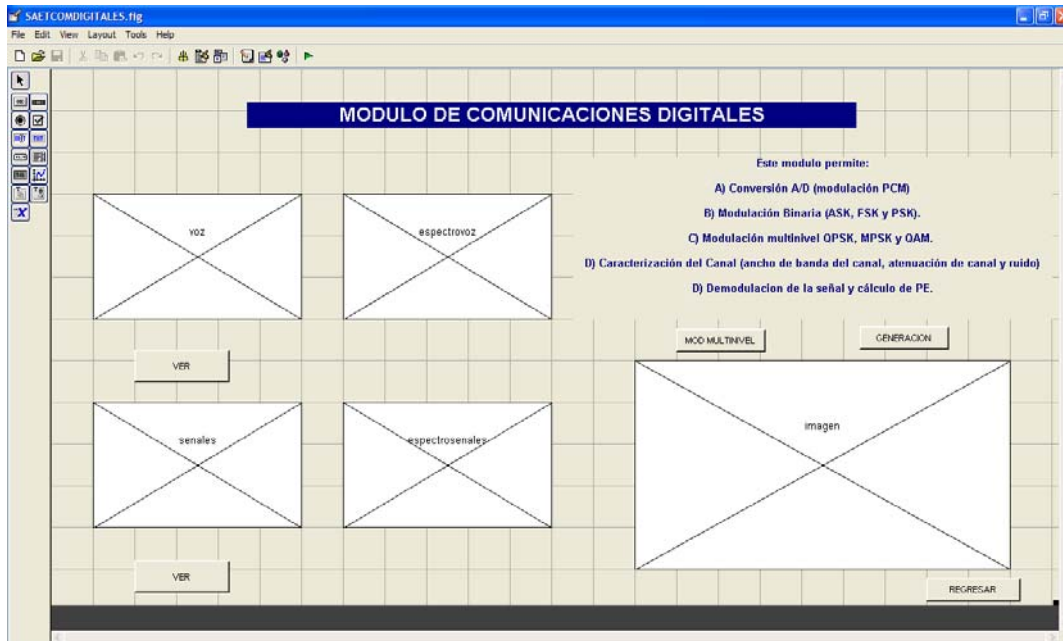 SAETCOMDIGITALES.fig
File Edit View Layout Tools Help
MODULO DE COMUNICACIONES DIGITALES
Este modulo permite:
A) Conversión A/D (modulación PCM)
B) Modulación Binaria (ASK, FSK y PSK).
C) Modulación multinivel QPSK, MPSK y QAM.
D) Caracterización del Canal (ancho de banda del canal, atenuación de canal y ruido)
D) Demodulacion de la señal y cálculo de PE.
voz
espectrovoz
MOD MULTINIVEL
GENERACION
VER
imagen
senales
espectrosenales
VER
REGRESAR